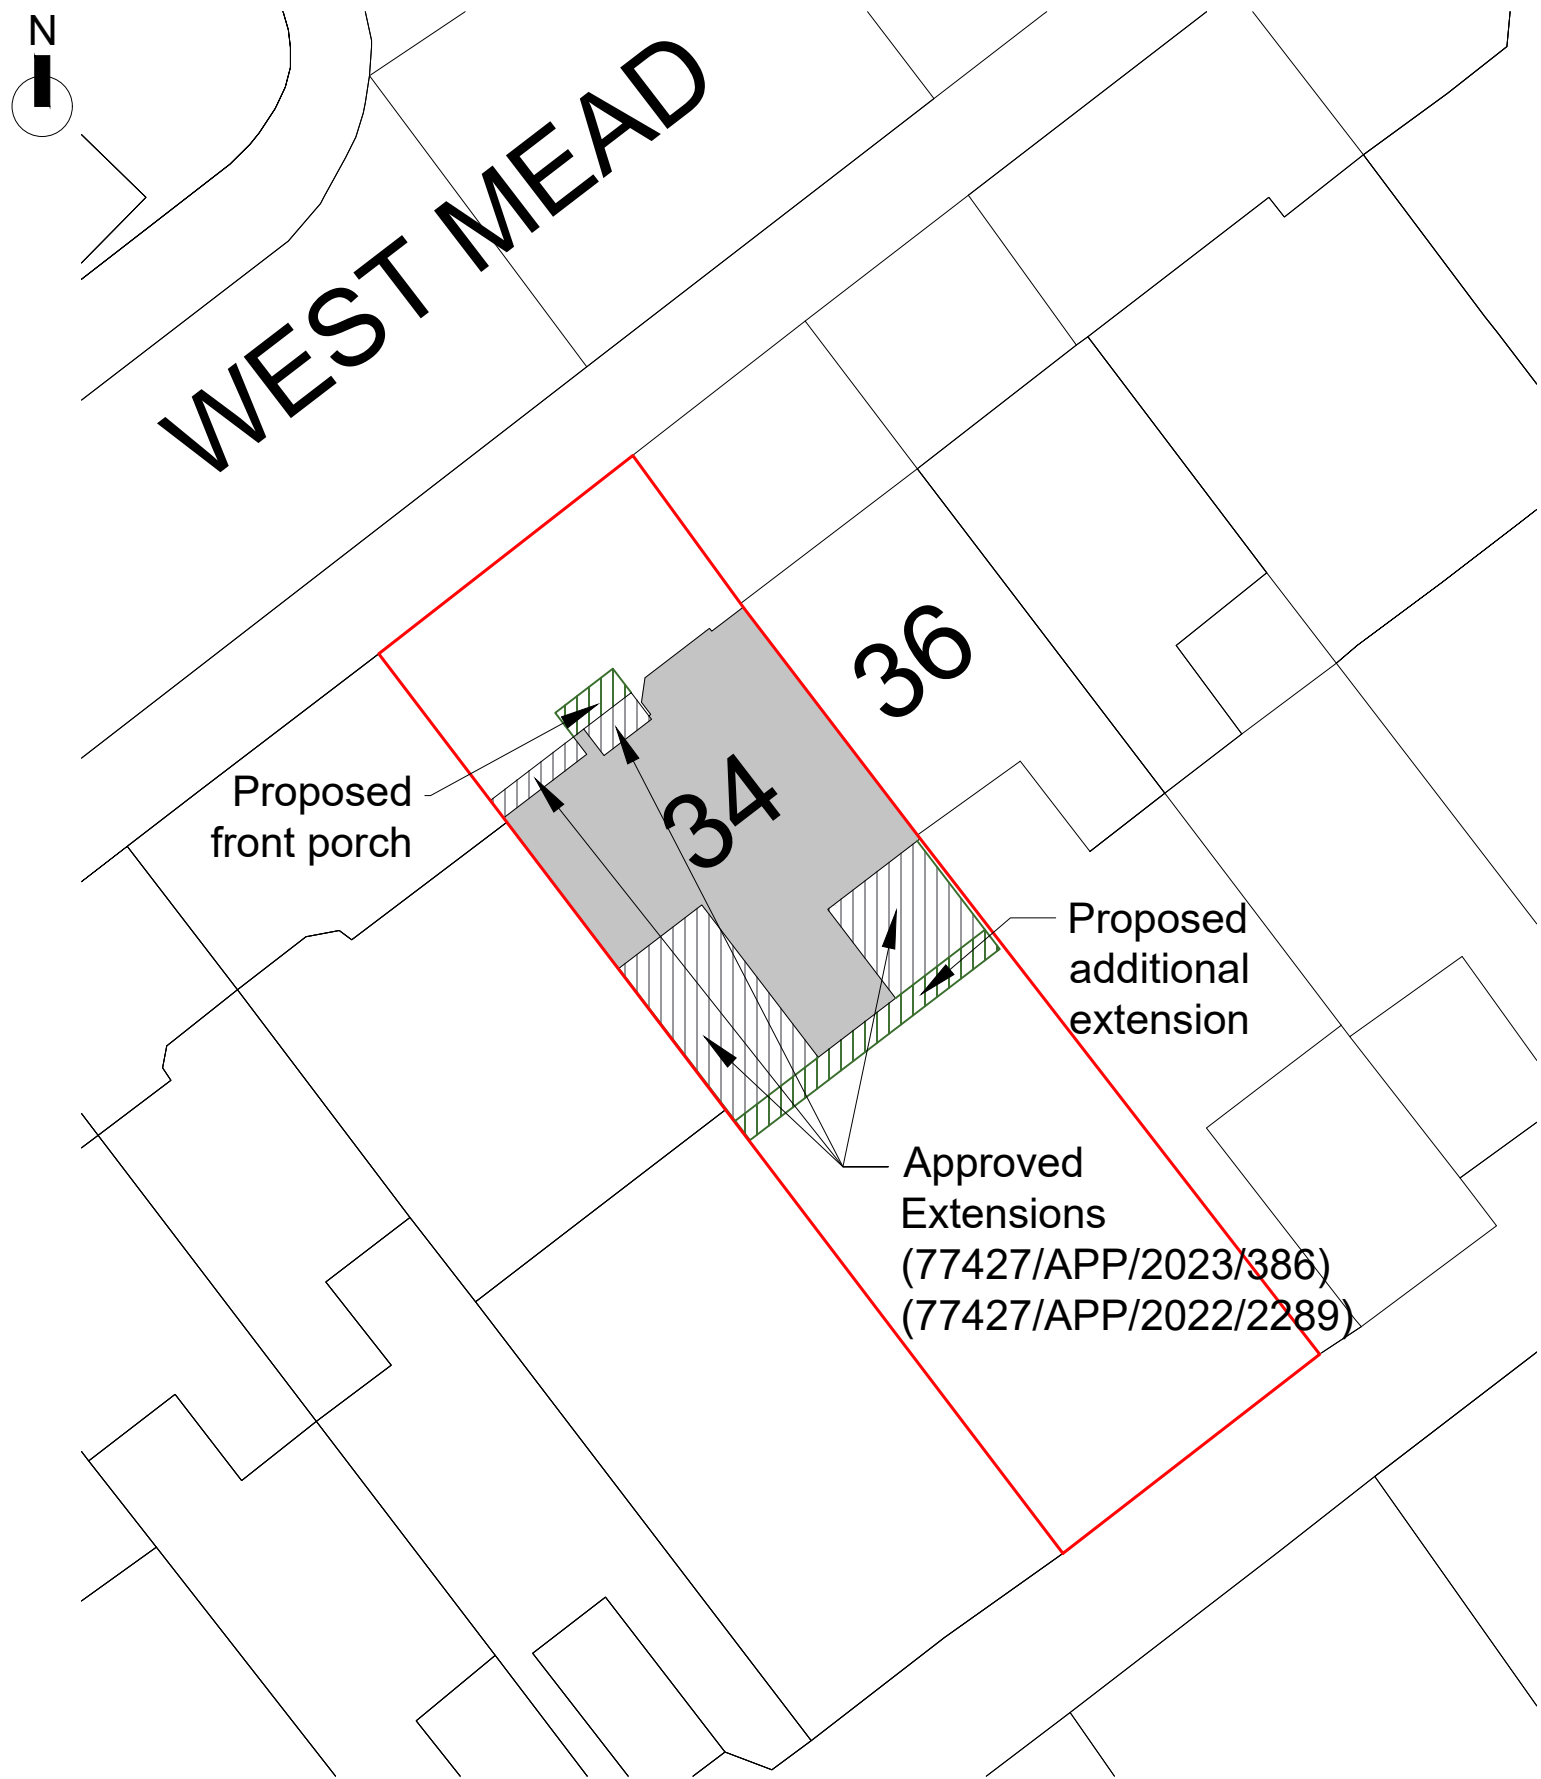 N
WEST MEAD
36
34
Proposed
front porch
Proposed
additional
extension
Approved
Extensions
(77427/APP/2023/386)
(77427/APP/2022/2289)